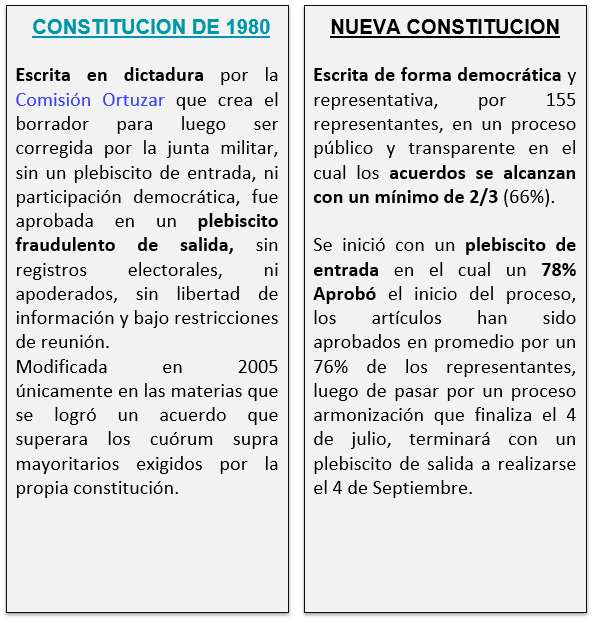 CONSTITUCION DE 1980
Escrita en dictadura por la
Comisión Ortuzar que crea el
borrador para luego ser
corregida por la junta militar,
sin un plebiscito de entrada, ni
participación democrática, fue
aprobada en un plebiscito
fraudulento de salida, sin
registros electorales, ni
apoderados, sin libertad de
información y bajo restricciones
de reunión.
Modificada en 2005
únicamente en las materias que
se logró un acuerdo que
superara los cuórum supra
mayoritarios exigidos por la
propia constitución.
NUEVA CONSTITUCION
Escrita de forma democrática y
representativa, por 155
representantes, en un proceso
público y transparente en el
cual los acuerdos se alcanzan
con un mínimo de 2/3 (66%).
Se inició con un plebiscito de
entrada en el cual un 78%
Aprobó el inicio del proceso,
los artículos han sido
aprobados en promedio por un
76% de los representantes,
luego de pasar por un proceso
armonización que finaliza el 4
de julio, terminará con un
plebiscito de salida a realizarse
el 4 de Septiembre.